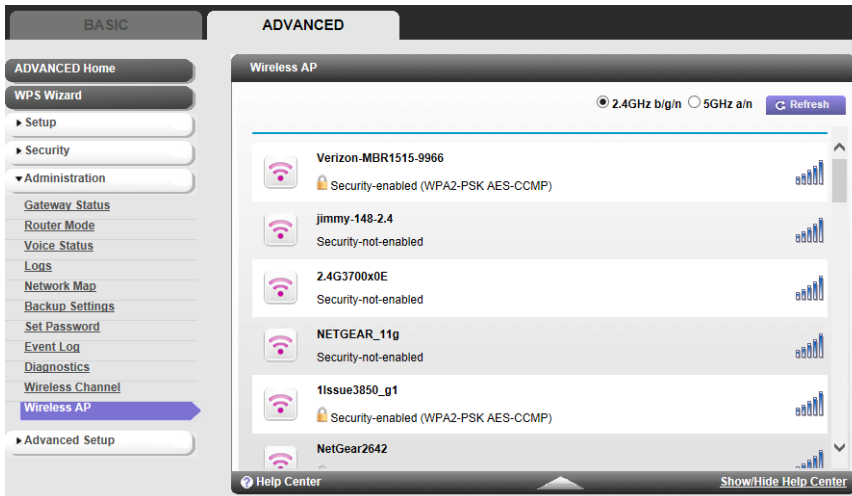 BASIC
ADVANCED
ADVANCED Home
WPS Wizard
Setup
Security
Administration
Gateway Status
Router Mode
Voice Status
Logs
Network Map
Backup Settings
Set Password
Event Log
Diagnostics
Wireless Channel
Wireless AP
Advanced Setup
Wireless AP
2.4GHz b/g/n 5GHz a/n Refresh
Verizon-MBR1515-9966
Security-enabled (WPA2-PSK AES-CCMP)
jimmy-148-2.4
Security-not-enabled
2.4G3700x0E
Security-not-enabled
NETGEAR_11g
Security-not-enabled
1Issue3850_g1
Security-enabled (WPA2-PSK AES-CCMP)
NetGear2642
Help Center Show/Hide Help Center